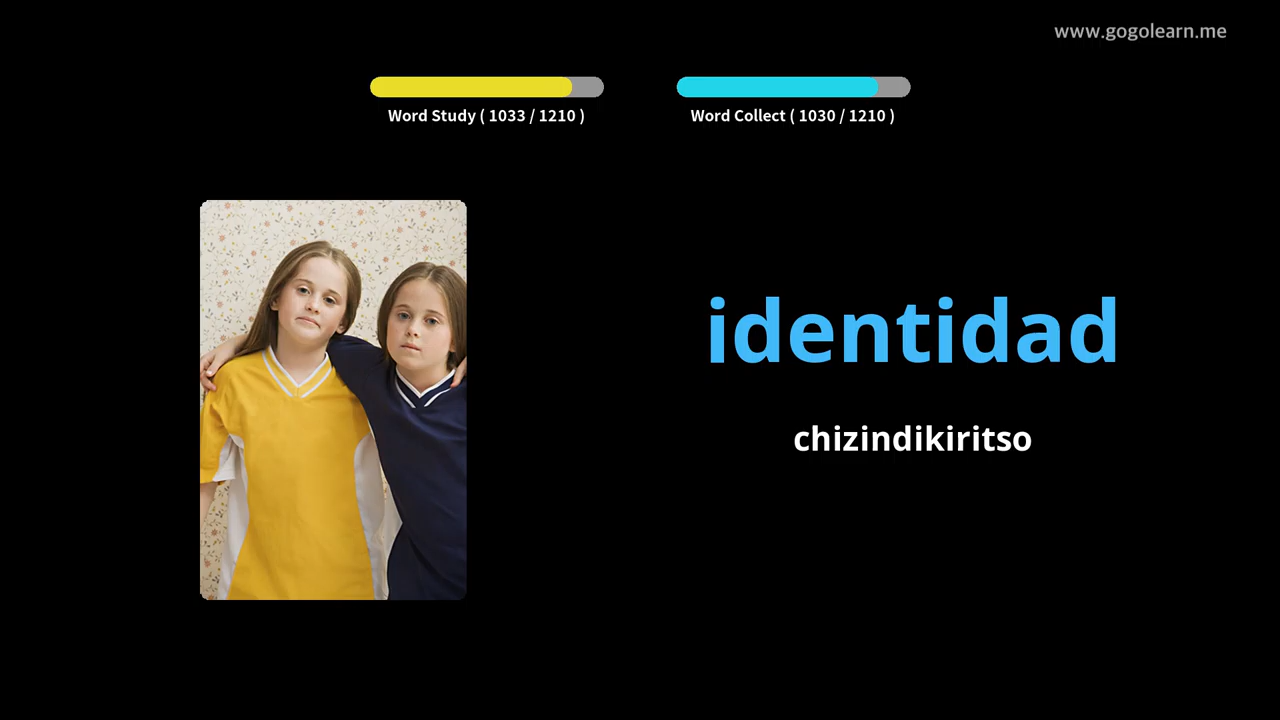 www.gogolearn.me
Word Study ( 1033 / 1210 )
Word Collect ( 1030 / 1210 )
identidad
chizindikiritso